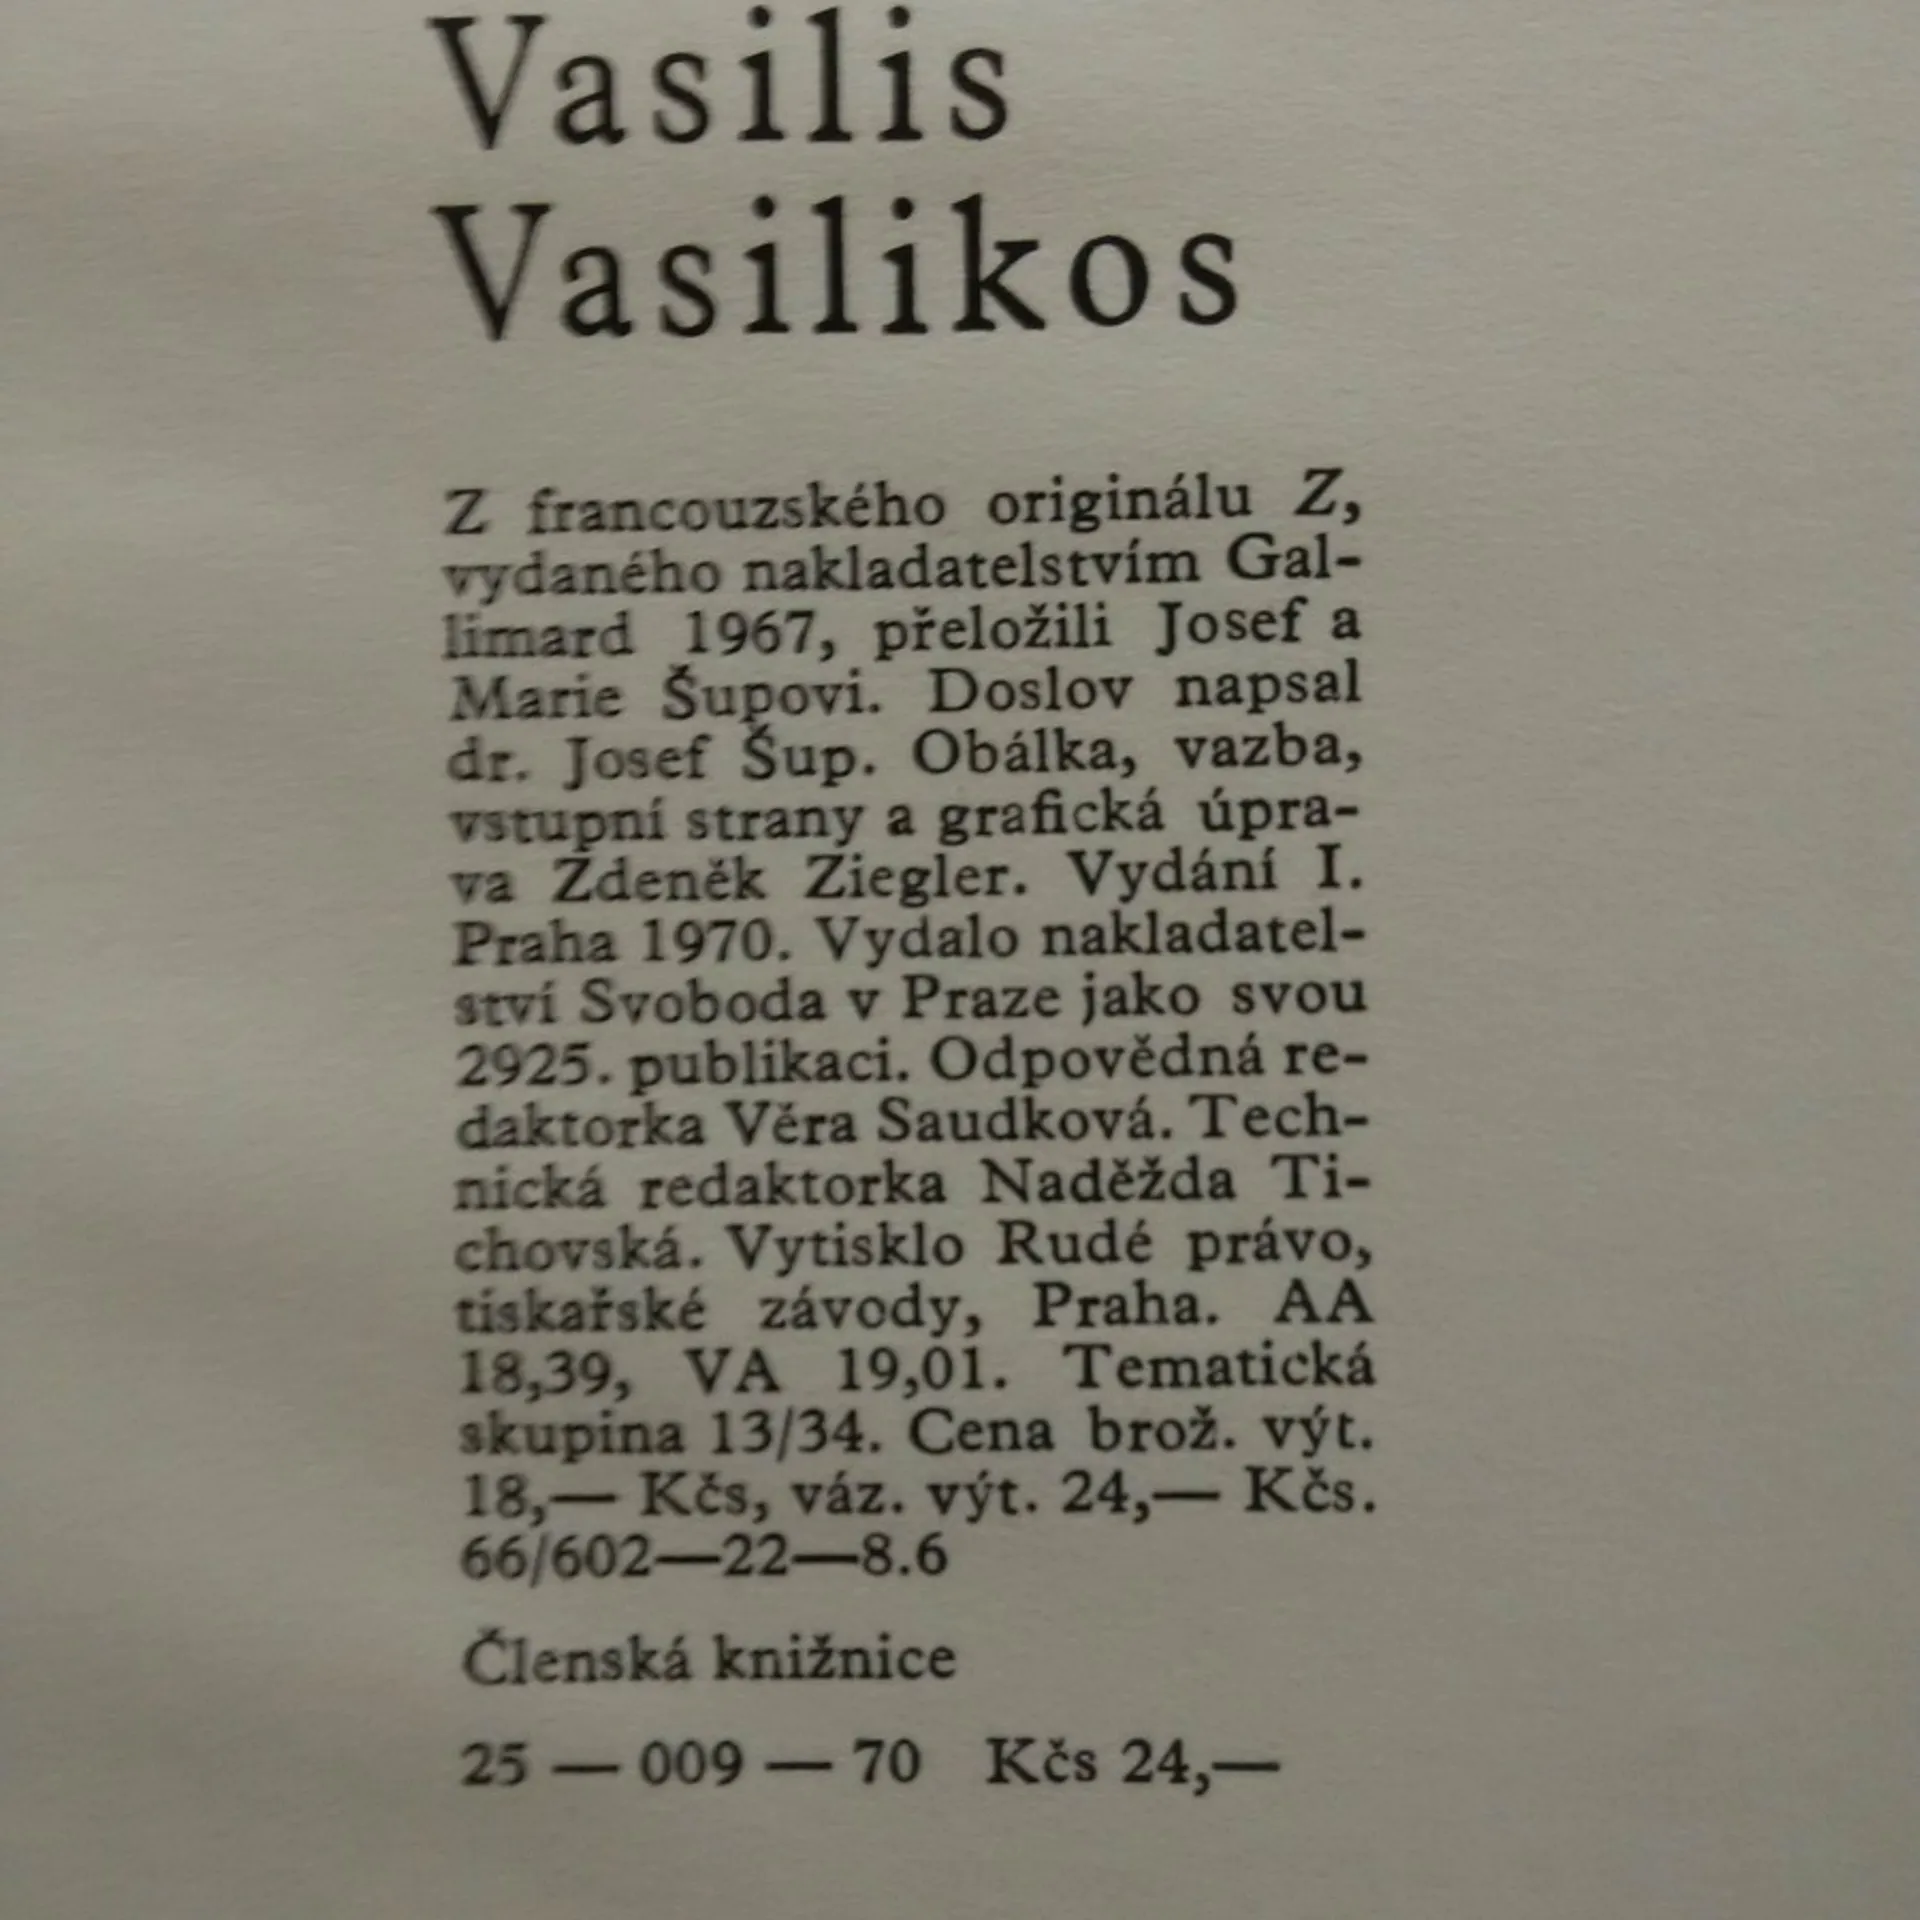 Vasilis
Vasilikos
Z francouzského originálu Z,
vydaného nakladatelstvím Gal-
limard 1967, přeložili Josef a
Marie Šupovi. Doslov napsal
dr. Josef Šup. Obálka, vazba,
vstupní strany a grafická úpra-
va Zdeněk Ziegler. Vydání I.
Praha 1970. Vydalo nakladatel-
ství Svoboda v Praze jako svou
2925. publikaci. Odpovědná re-
daktorka Věra Saudková. Tech-
nická redaktorka Naděžda Ti-
chovská. Vytisklo Rudé právo,
tiskařské závody, Praha. AA
18,39, VA 19,01. Tematická
skupina 13/34. Cena brož. výt.
18,— Kčs, váz. výt. 24,— Kčs.
66/602—22—8.6
Členská knižnice
25 — 009 — 70 Kčs 24,—